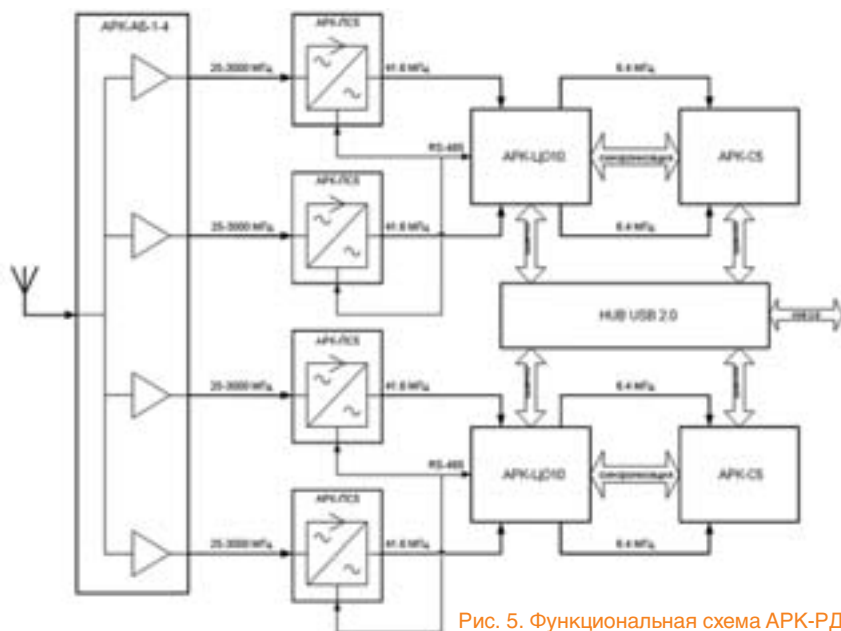 АРК-АБ-1-4
АРК-ПС5
25-3000 МГц
41.6 МГц
6.4 МГц
RS-485
АРК-ЦО10
синхронизация
АРК-С5
АРК-ПС5
25-3000 МГц
41.6 МГц
6.4 МГц
HUB USB 2.0
АРК-ПС5
25-3000 МГц
41.6 МГц
6.4 МГц
RS-485
АРК-ЦО10
синхронизация
АРК-С5
АРК-ПС5
25-3000 МГц
41.6 МГц
6.4 МГц
Рис. 5. Функциональная схема АРК-РД